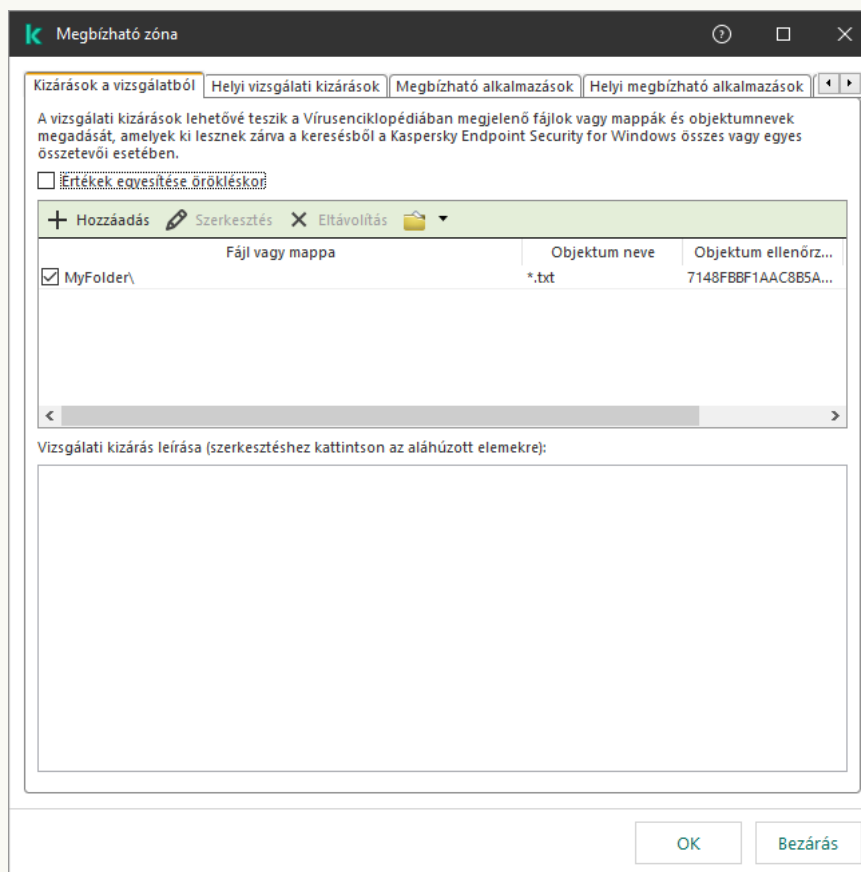 Megbízható zóna
Kizárások a vizsgálatból
Helyi vizsgálati kizárások
Megbízható alkalmazások
Helyi megbízható alkalmazások
A vizsgálati kizárások lehetővé teszik a Vírusenciklopédiában megjelenő fájlok vagy mappák és objektumnevek
megadását, amelyek ki lesznek zárva a keresésből a Kaspersky Endpoint Security for Windows összes vagy egyes
összetevői esetében.
Értékek egyesítése örökléskor
Hozzáadás Szerkesztés Eltávolítás
Fájl vagy mappa Objektum neve Objektum ellenőrz...
MyFolder\ *.txt 7148FBBF1AAC8B5A...
Vizsgálati kizárás leírása (szerkesztéshez kattintson az aláhúzott elemekre):
OK Bezárás